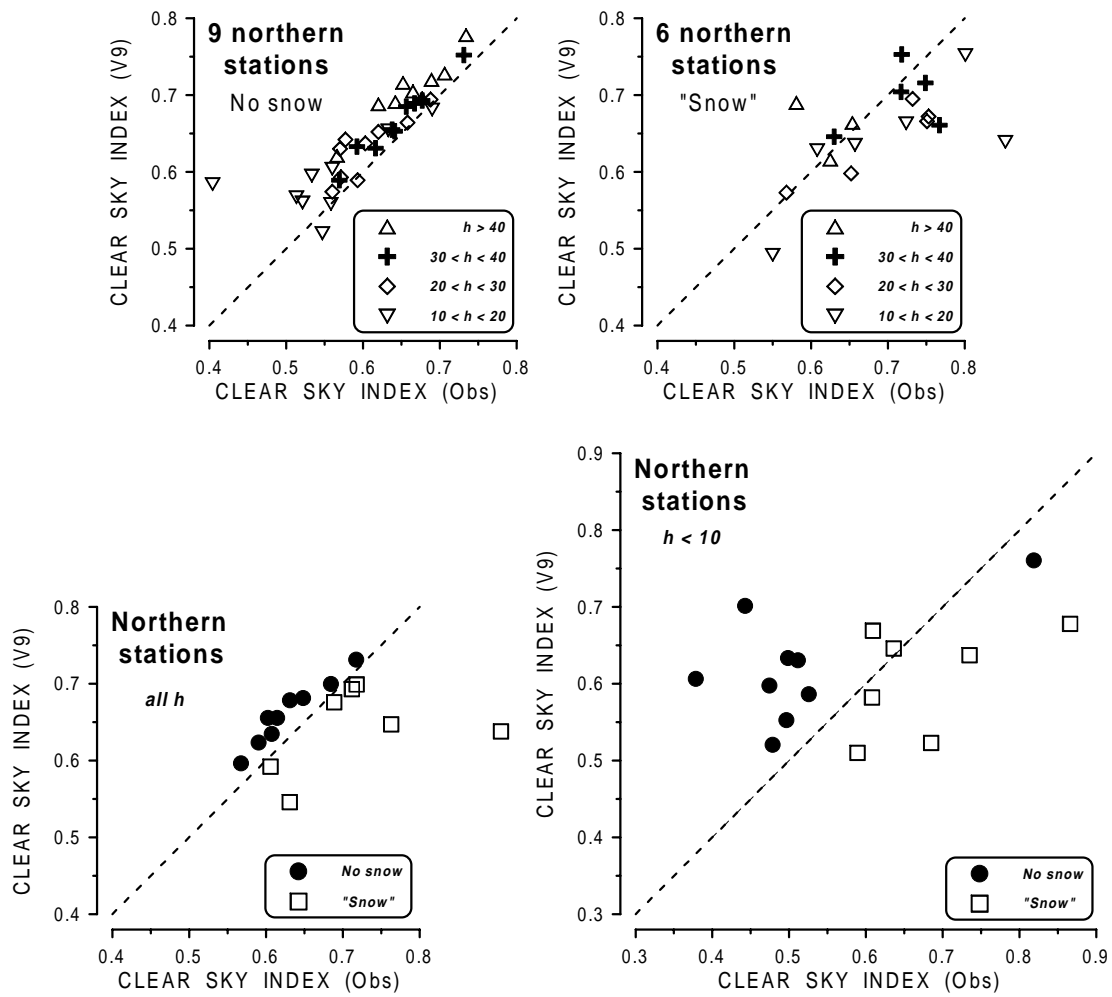 9 northern
stations
No snow
CLEAR SKY INDEX (V9)
0.8
0.7
0.6
0.5
0.4
h > 40
30 < h < 40
20 < h < 30
10 < h < 20
0.4 0.5 0.6 0.7 0.8
CLEAR SKY INDEX (Obs)
6 northern
stations
"Snow"
CLEAR SKY INDEX (V9)
0.8
0.7
0.6
0.5
0.4
h > 40
30 < h < 40
20 < h < 30
10 < h < 20
0.4 0.5 0.6 0.7 0.8
CLEAR SKY INDEX (Obs)
Northern
stations
all h
CLEAR SKY INDEX (V9)
0.8
0.7
0.6
0.5
0.4
No snow
"Snow"
0.4 0.5 0.6 0.7 0.8
CLEAR SKY INDEX (Obs)
Northern
stations
h < 10
CLEAR SKY INDEX (V9)
0.9
0.8
0.7
0.6
0.5
0.4
0.3
No snow
"Snow"
0.3 0.4 0.5 0.6 0.7 0.8 0.9
CLEAR SKY INDEX (Obs)